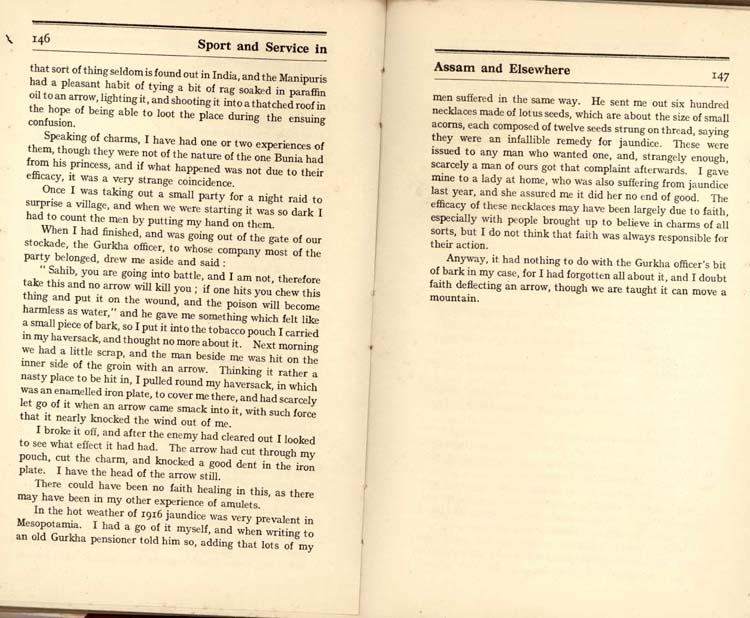 146
Sport and Service in
that sort of thing seldom is found out in India, and the Manipuris
had a pleasant habit of tying a bit of rag soaked in paraffin
oil to an arrow, lighting it, and shooting it into a thatched roof in
the hope of being able to loot the place during the ensuing
confusion.
Speaking of charms, I have had one or two experiences of
them, though they were not of the nature of the one Bunia had
from his princess, and if what happened was not due to their
efficacy, it was a very strange coincidence.
Once I was taking out a small party for a night raid to
surprise a village, and when we were starting it was so dark I
had to count the men by putting my hand on them.
When I had finished, and was going out of the gate of our
stockade, the Gurkha officer, to whose company most of the
party belonged, drew me aside and said :
" Sahib, you are going into battle, and I am not, therefore
take this and no arrow will kill you ; if one hits you chew this
thing and put it on the wound, and the poison will become
harmless as water," and he gave me something which felt like
a small piece of bark, so I put it into the tobacco pouch I carried
in my haversack, and thought no more about it. Next morning
we had a little scrap, and the man beside me was hit on the
inner side of the groin with an arrow. Thinking it rather a
nasty place to be hit in, I pulled round my haversack, in which
was an enamelled iron plate, to cover me there, and had scarcely
let go of it when an arrow came smack into it, with such force
that it nearly knocked the wind out of me.
I broke it off, and after the enemy had cleared out I looked
to see what effect it had had. The arrow had cut through my
pouch, cut the charm, and knocked a good dent in the iron
plate. I have the head of the arrow still.
There could have been no faith healing in this, as there
may have been in my other experience of amulets.
In the hot weather of 1916 jaundice was very prevalent in
Mesopotamia. I had a go of it myself, and when writing to
an old Gurkha pensioner told him so, adding that lots of my
Assam and Elsewhere
147
men suffered in the same way. He sent me out six hundred
necklaces made of lotus seeds, which are about the size of small
acorns, each composed of twelve seeds strung on thread, saying
they were an infallible remedy for jaundice. These were
issued to any man who wanted one, and, strangely enough,
scarcely a man of ours got that complaint afterwards. I gave
mine to a lady at home, who was also suffering from jaundice
last year, and she assured me it did her no end of good. The
efficacy of these necklaces may have been largely due to faith,
especially with people brought up to believe in charms of all
sorts, but I do not think that faith was always responsible for
their action.
Anyway, it had nothing to do with the Gurkha officer's bit
of bark in my case, for I had forgotten all about it, and I doubt
faith deflecting an arrow, though we are taught it can move a
mountain.